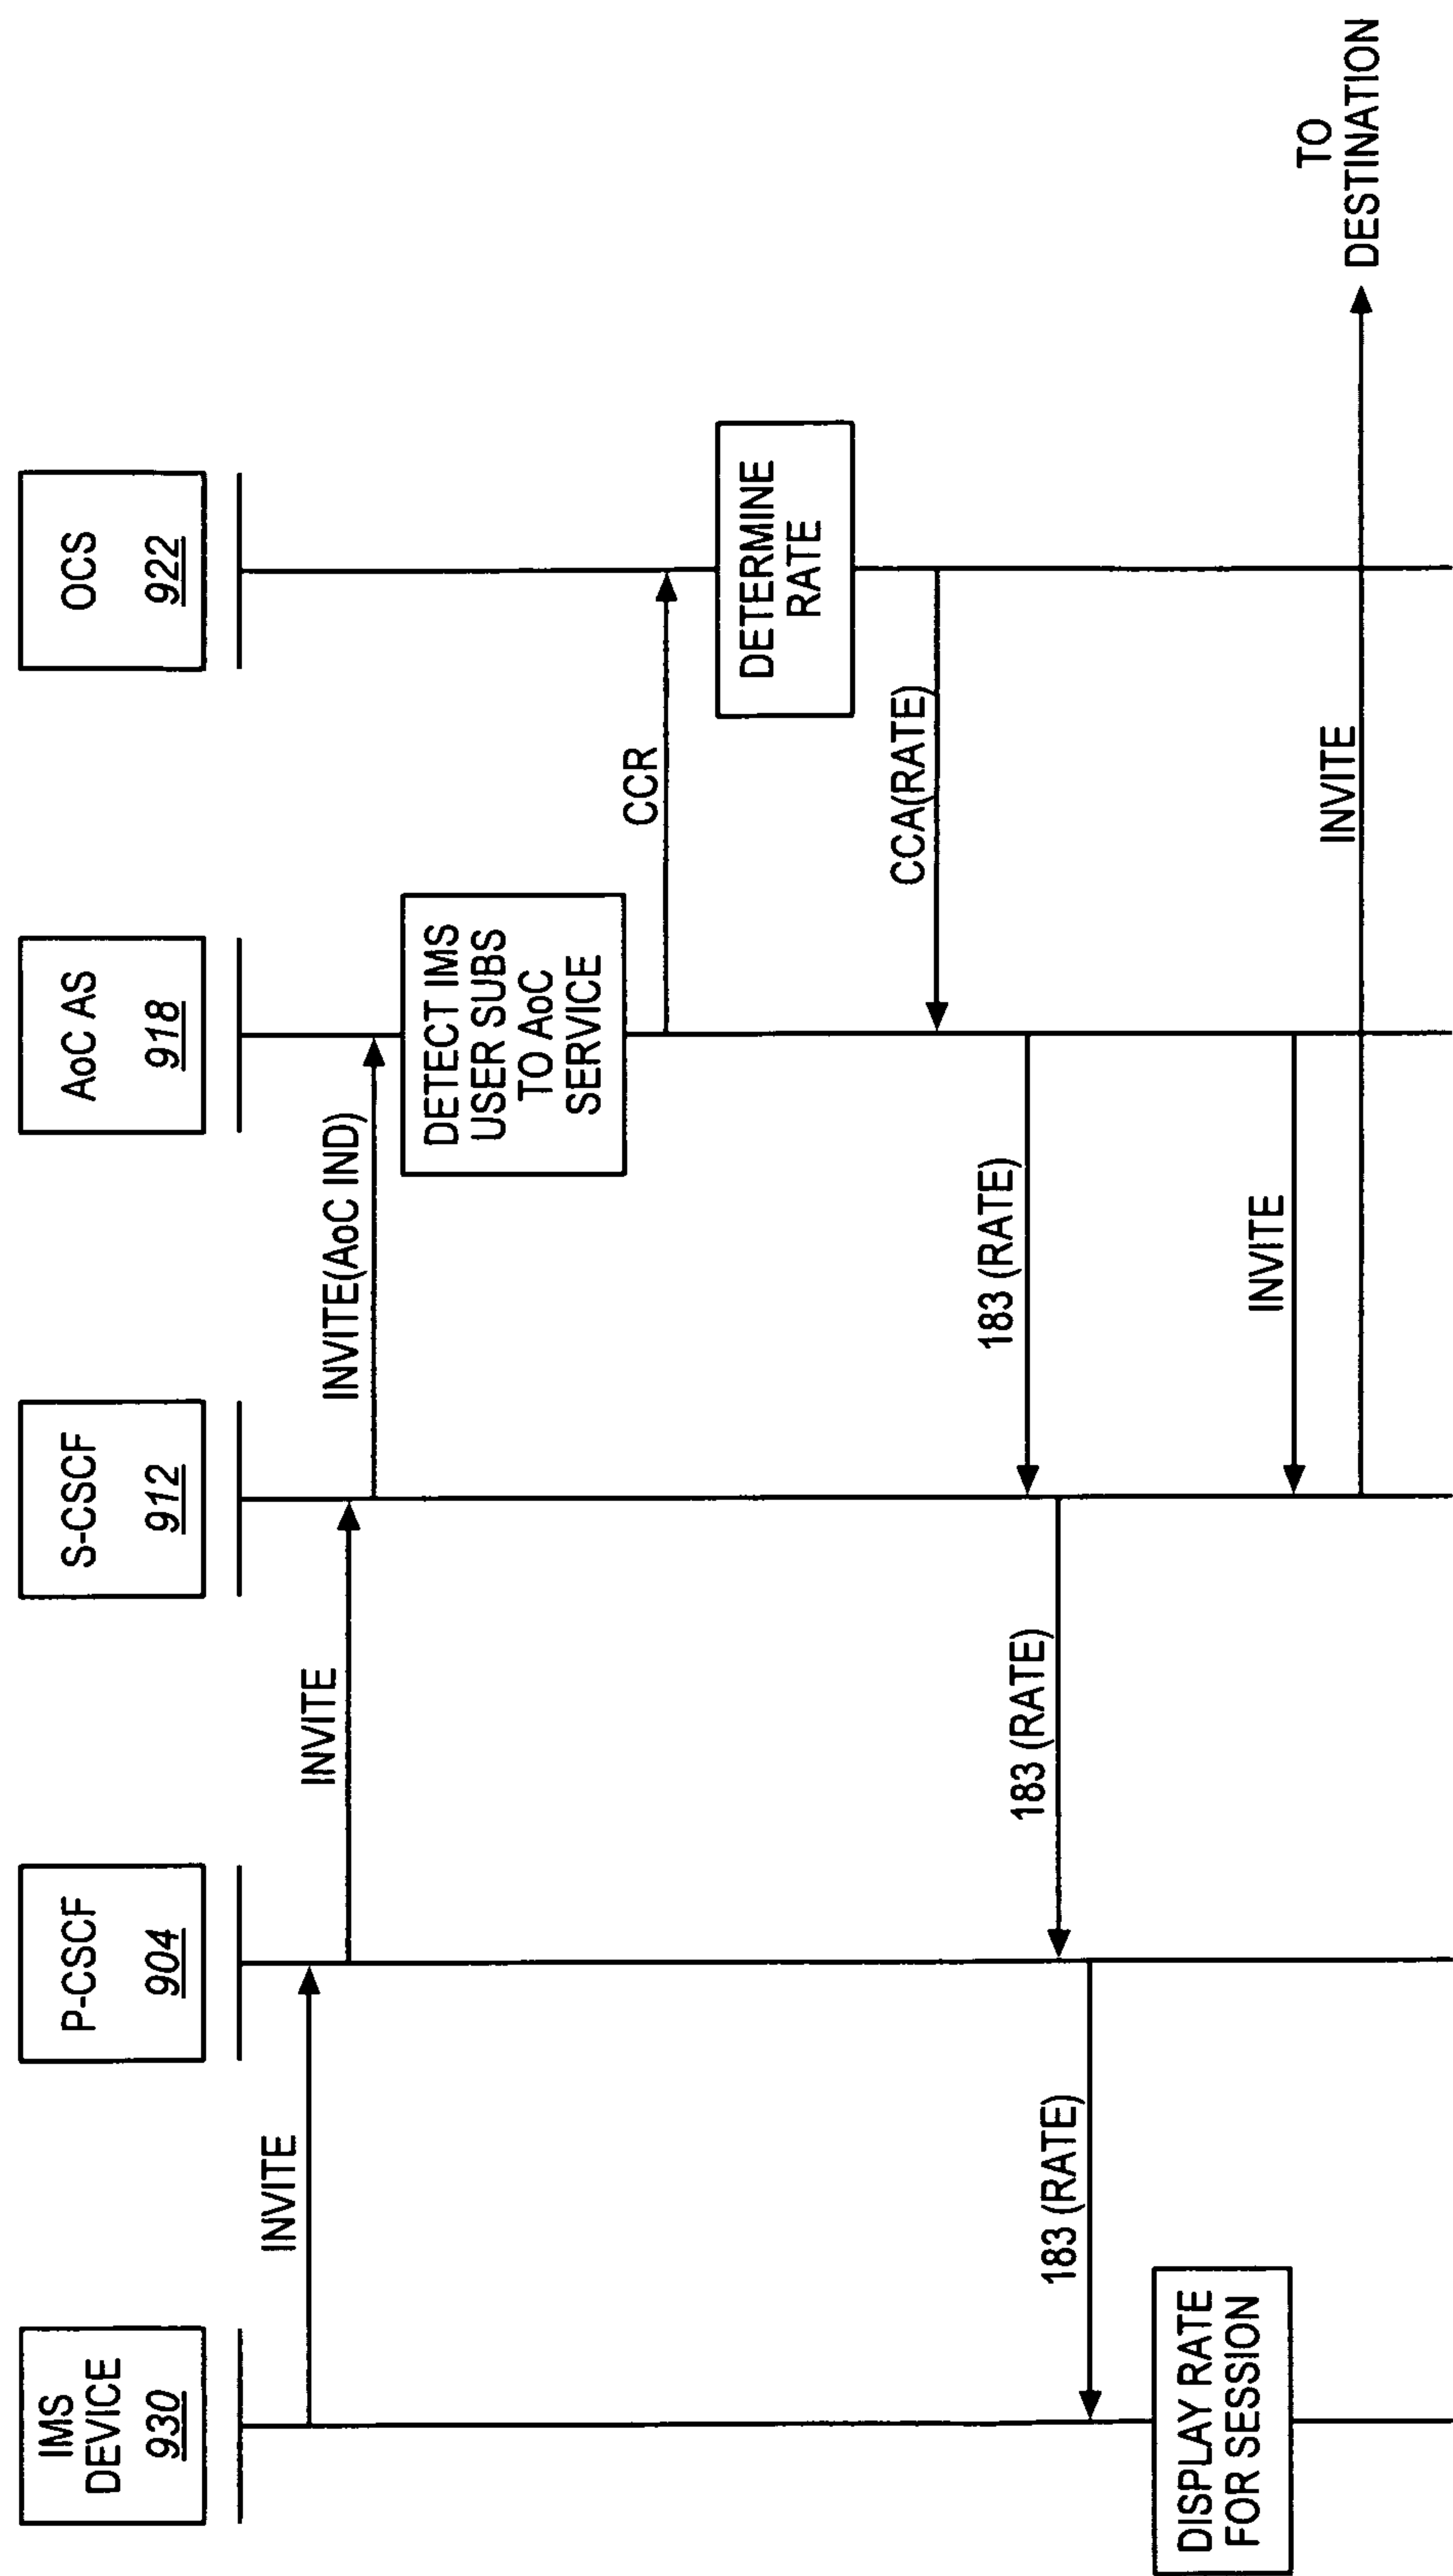 IMS
DEVICE
930
P-CSCF
904
S-CSCF
912
AoC AS
918
OCS
922
INVITE
INVITE
INVITE(AoC IND)
DETECT IMS
USER SUBS
TO AoC
SERVICE
CCR
DETERMINE
RATE
CCA(RATE)
183 (RATE)
183 (RATE)
183 (RATE)
DISPLAY RATE
FOR SESSION
INVITE
INVITE
TO
DESTINATION